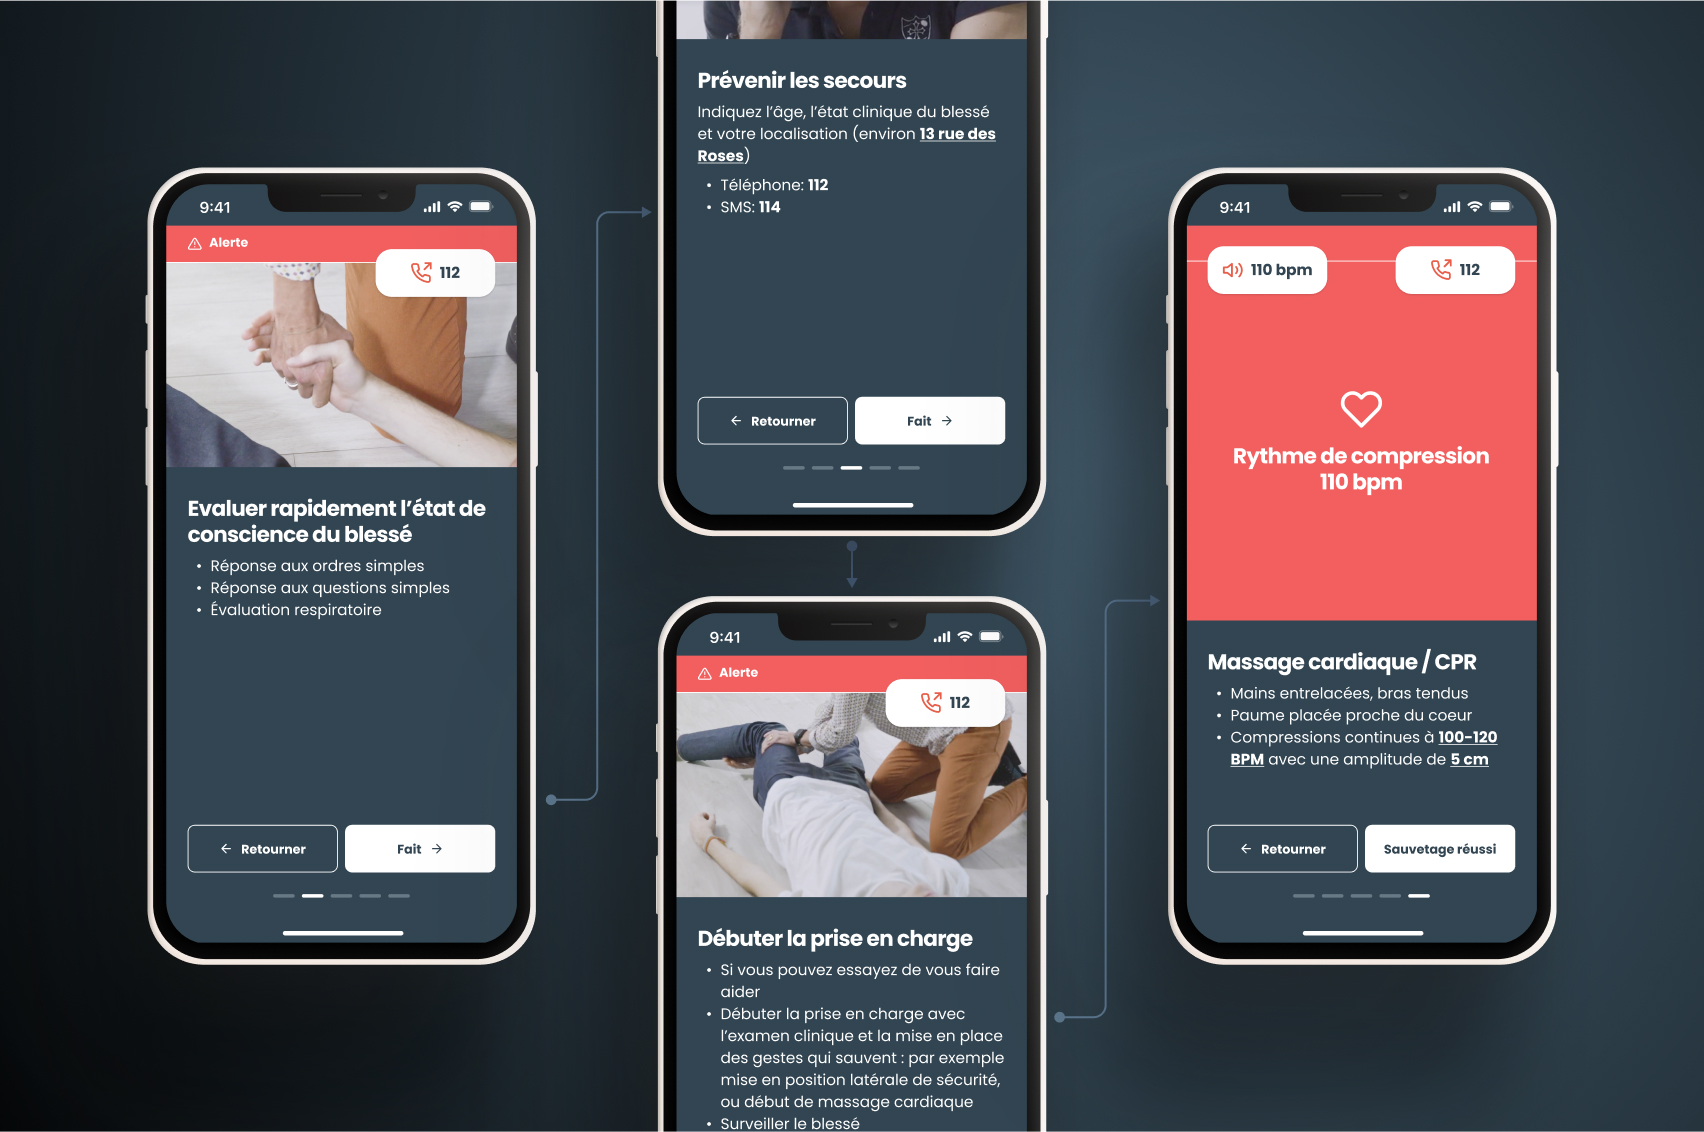 9:41
Alerte
112
Evaluer rapidement l'état de
conscience du blessé
• Réponse aux ordres simples
• Réponse aux questions simples
• Évaluation respiratoire
← Retourner
Fait →
Prévenir les secours
Indiquez l'âge, l'état clinique du blessé
et votre localisation (environ 13 rue des
Roses)
• Téléphone: 112
• SMS: 114
← Retourner
Fait →
9:41
Alerte
112
Débuter la prise en charge
• Si vous pouvez essayez de vous faire
aider
• Débuter la prise en charge avec
l'examen clinique et la mise en place
des gestes qui sauvent : par exemple
mise en position latérale de sécurité,
ou début de massage cardiaque
• Surveiller le blessé
9:41
110 bpm
112
Rythme de compression
110 bpm
Massage cardiaque / CPR
• Mains entrelacées, bras tendus
• Paume placée proche du coeur
• Compressions continues à 100-120
BPM avec une amplitude de 5 cm
← Retourner
Sauvetage réussi